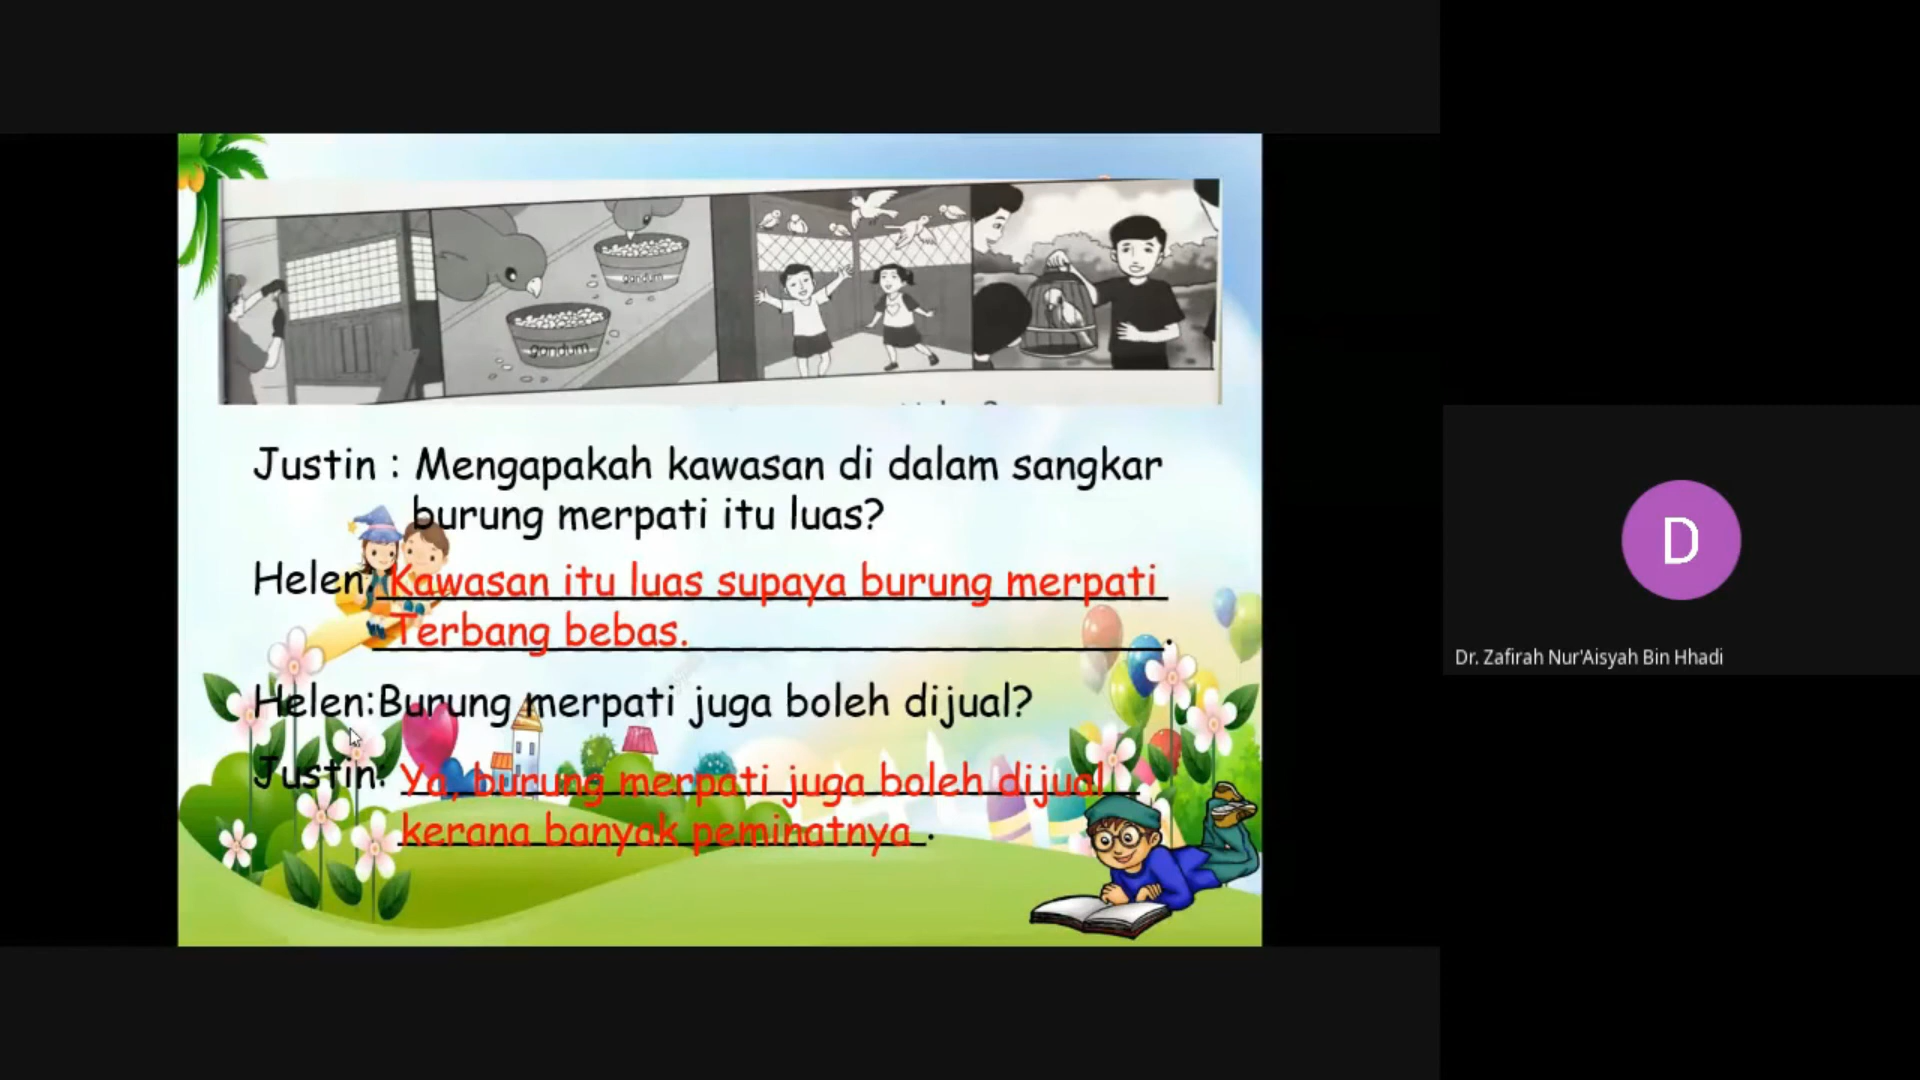 gandum
gandum
Justin : Mengapakah kawasan di dalam sangkar
burung merpati itu luas?
Helen: Kawasan itu luas supaya burung merpati
Terbang bebas.
Helen:Burung merpati juga boleh dijual?
Justin: Ya, burung merpati juga boleh dijual
kerana banyak peminatnya.
D
Dr. Zafirah Nur'Aisyah Bin Hhadi